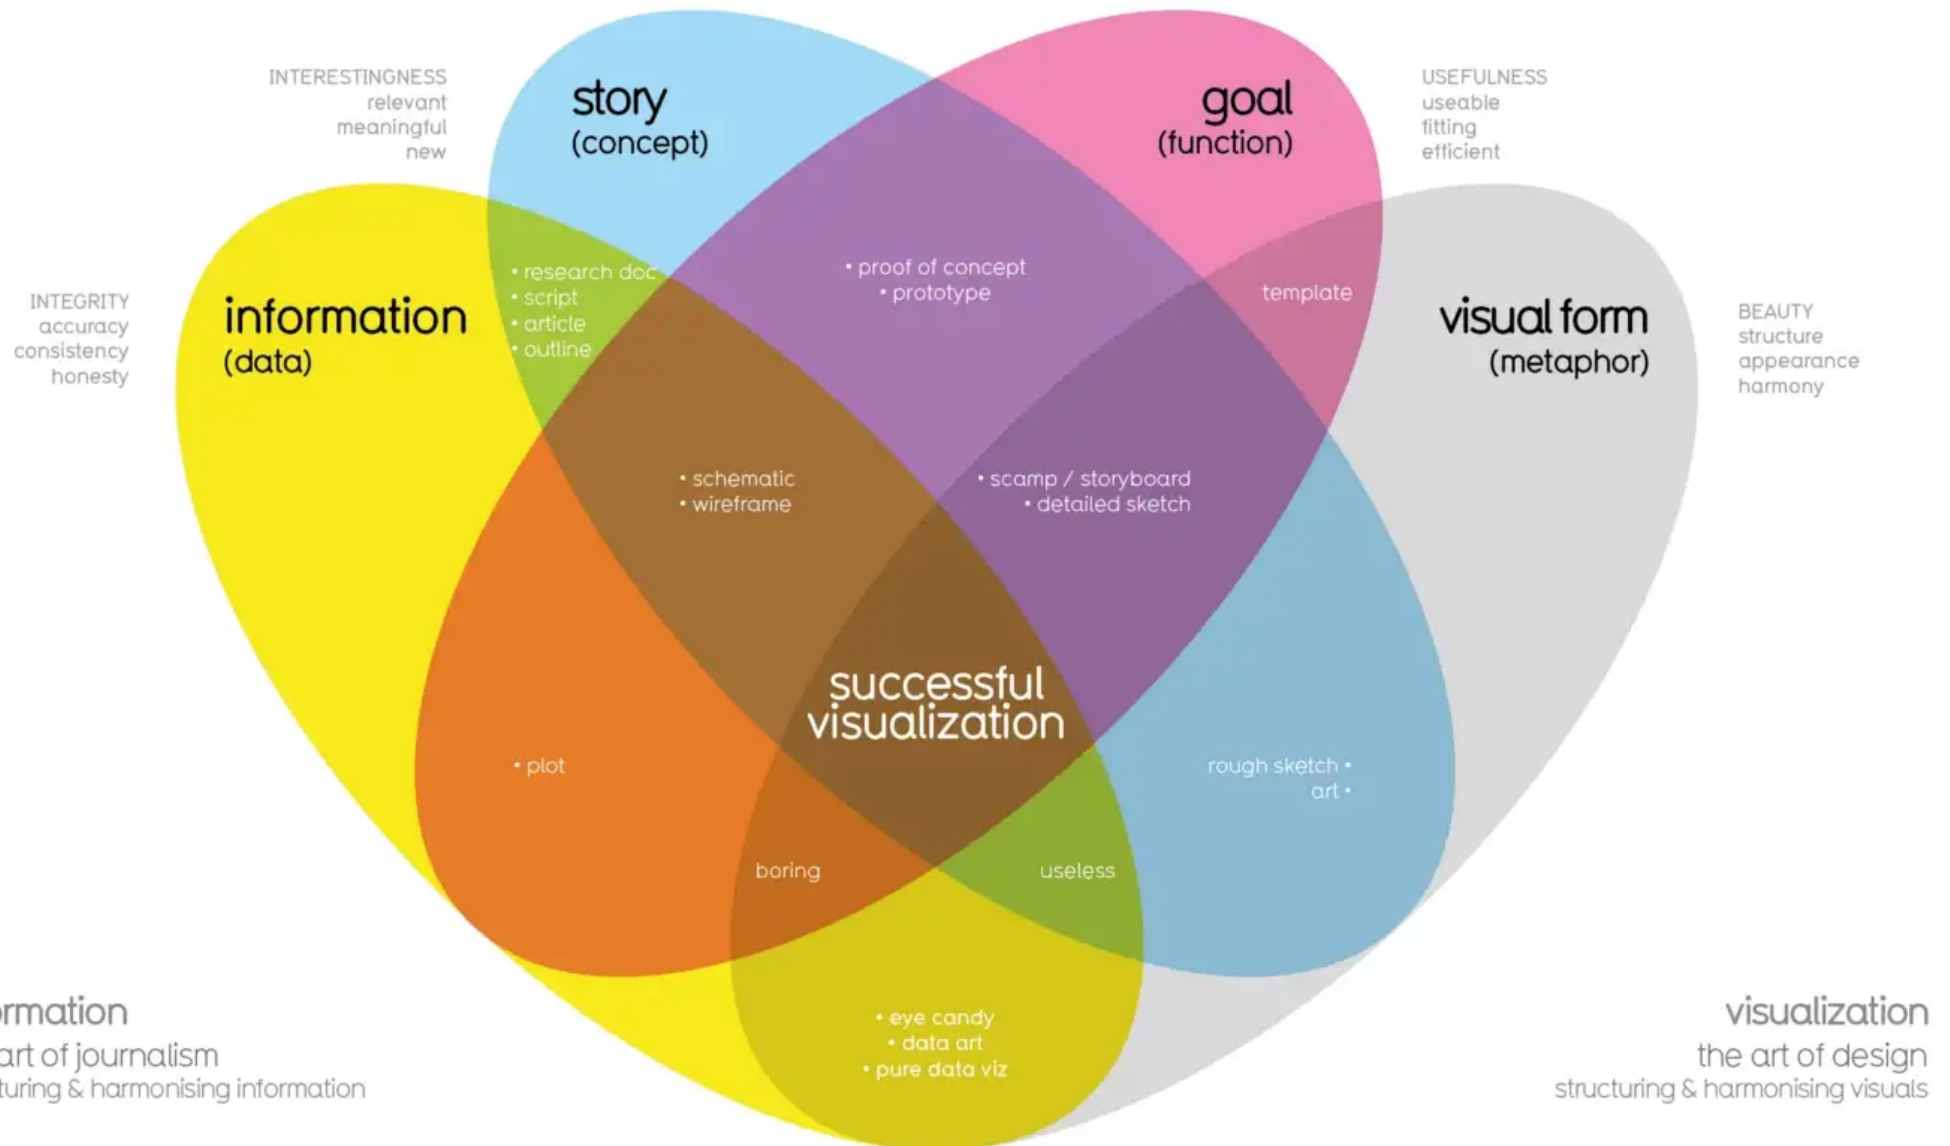 INTERESTINGNESS
relevant
meaningful
new
story
(concept)
goal
(function)
USEFULNESS
useable
fitting
efficient
INTEGRITY
accuracy
consistency
honesty
information
(data)
• research doc
• script
• article
• outline
• proof of concept
• prototype
template
visual form
(metaphor)
BEAUTY
structure
appearance
harmony
• schematic
• wireframe
• scamp / storyboard
• detailed sketch
successful
visualization
• plot
rough sketch •
art •
boring
useless
• eye candy
• data art
• pure data viz
ormation
art of journalism
turing & harmonising information
visualization
the art of design
structuring & harmonising visuals